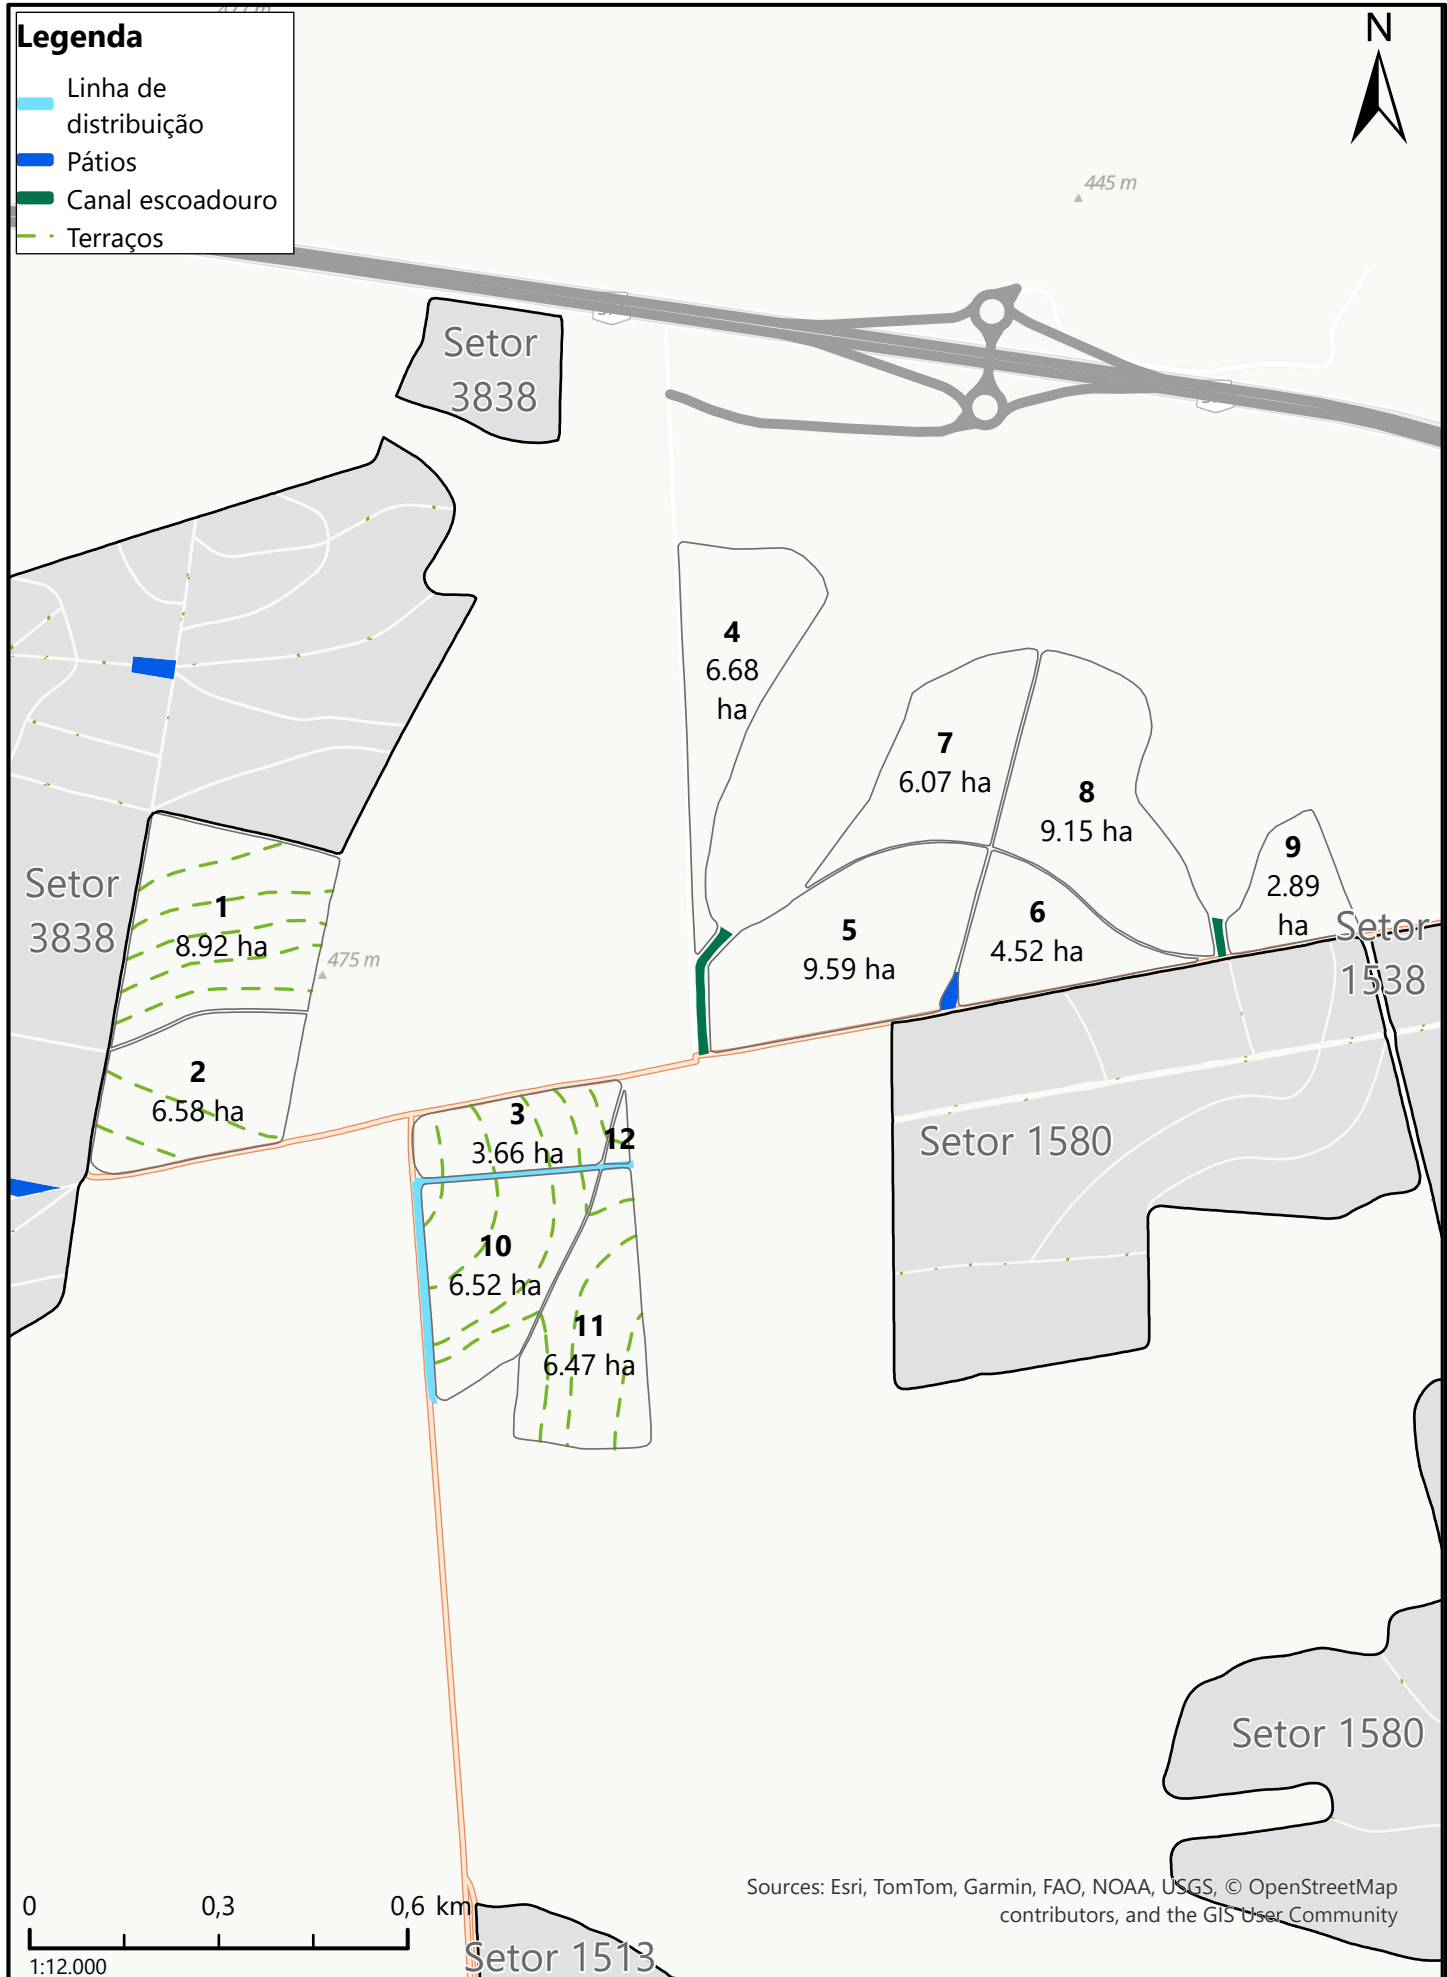 Legenda
Linha de
distribuição
Pátios
Canal escoadouro
Terraços
N
445 m
Setor
3838
4
6.68
ha
7
6.07 ha
8
9.15 ha
9
2.89
ha
Setor
1538
Setor
3838
1
8.92 ha
475 m
5
9.59 ha
6
4.52 ha
2
6.58 ha
3
3.66 ha
12
Setor 1580
10
6.52 ha
11
6.47 ha
Setor 1580
Sources: Esri, TomTom, Garmin, FAO, NOAA, USGS, © OpenStreetMap
contributors, and the GIS User Community
0 0,3 0,6 km
1:12.000
Setor 1513